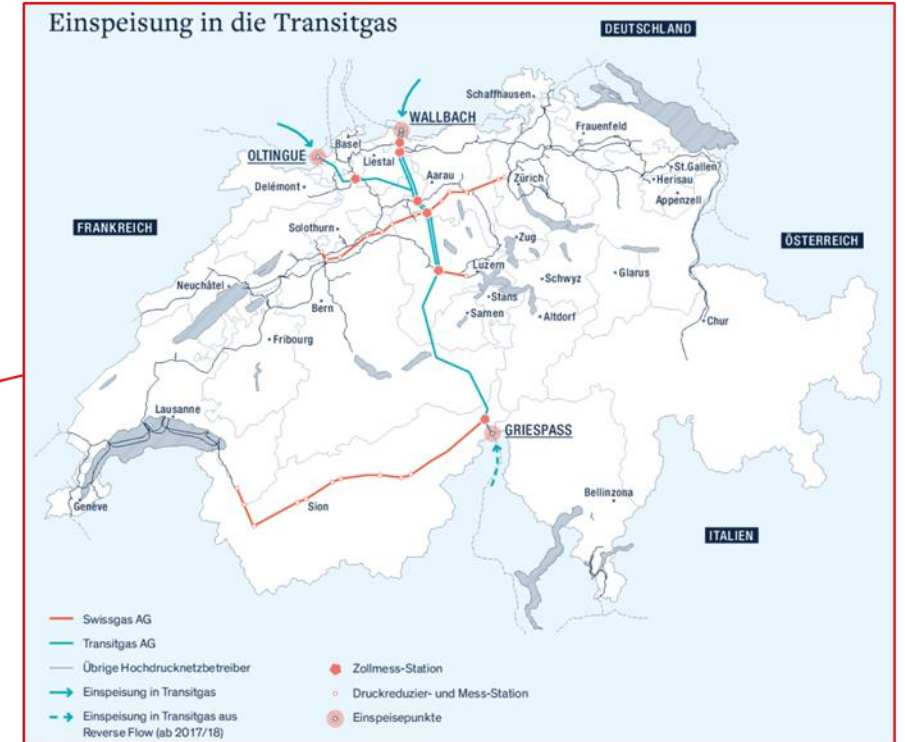 Einspeisung in die Transitgas
DEUTSCHLAND
Schaffhausen
WALLBACH
Frauenfeld
Basel
OLTINGUE
Liestal
St.Gallen
Aarau
Zürich
Herisau
Delémont
Appenzell
FRANKREICH
Solothurn
Zug
ÖSTERREICH
Luzern
Schwyz
Glarus
Neuchâtel
Stans
Bern
Sarnen
Altdorf
Chur
Fribourg
Lausanne
GRIESPASS
Bellinzona
Genève
Sion
ITALIEN
Swissgas AG
Transitgas AG
Übrige Hochdrucknetzbetreiber
Einspeisung in Transitgas
Einspeisung in Transitgas aus
Reverse Flow (ab 2017/18)
Zollmess-Station
Druckreduzier- und Mess-Station
Einspeisepunkte